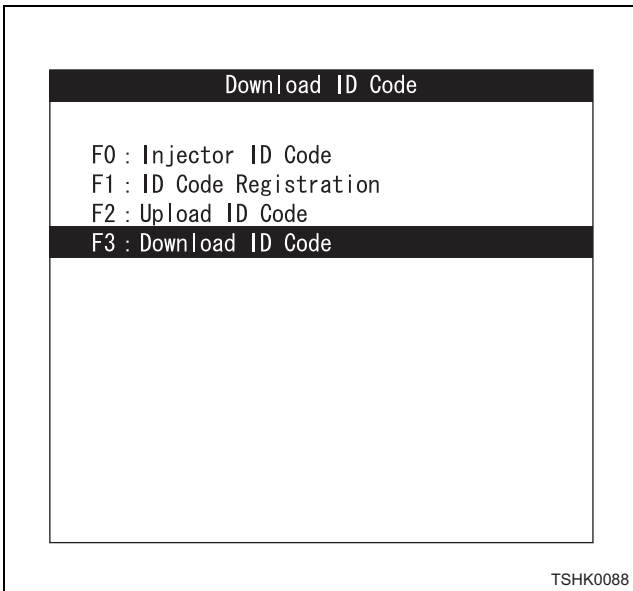 Download ID Code
F0 : Injector ID Code
F1 : ID Code Registration
F2 : Upload ID Code
F3 : Download ID Code
TSHK0088